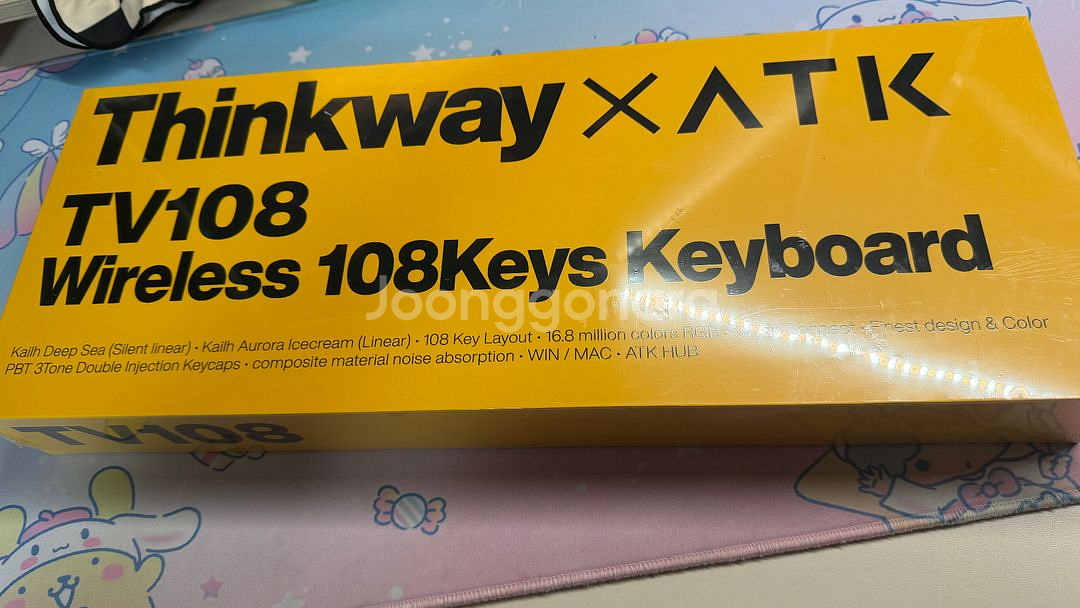 Thinkway × ATK
TV108
Wireless 108Keys Keyboard
Joonggonara
Kailh Deep Sea (Silent linear) • Kailh Aurora Icecream (Linear) • 108 Key Layout • 16.8 million colors RGB • Finest design & Color
PBT 3Tone Double Injection Keycaps • composite material noise absorption • WIN / MAC • ATK HUB
TV108